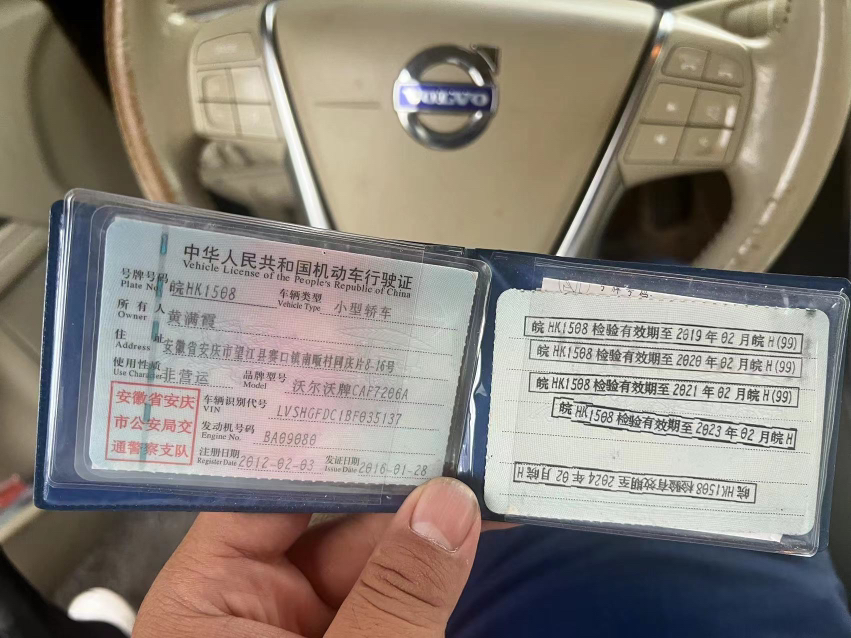 VOLVO
中华人民共和国机动车行驶证
Vehicle License of the People's Republic of China
号牌号码 皖HK1508 车辆类型 小型轿车
Plate No. Vehicle Type
所有人 黄满霞
Owner
住址 安徽省安庆市望江县赛口镇南畈村网庆片8-16号
Address
使用性质 非营运 品牌型号 沃尔沃牌CAF7206A
Use Character Model
安徽省安庆
市公安局交
通警察支队
车辆识别代号 LVSHGFDC1BF035137
VIN
发动机号码 BA09080
Engine No.
注册日期 2012-02-03 发证日期 2016-01-28
Register Date Issue Date
皖HK1508检验有效期至2019年02月皖H(99)
皖HK1508检验有效期至2020年02月皖H(99)
皖HK1508检验有效期至2021年02月皖H(99)
皖HK1508检验有效期至2023年02月皖H
皖HK1508检验有效期至2024年02月皖H